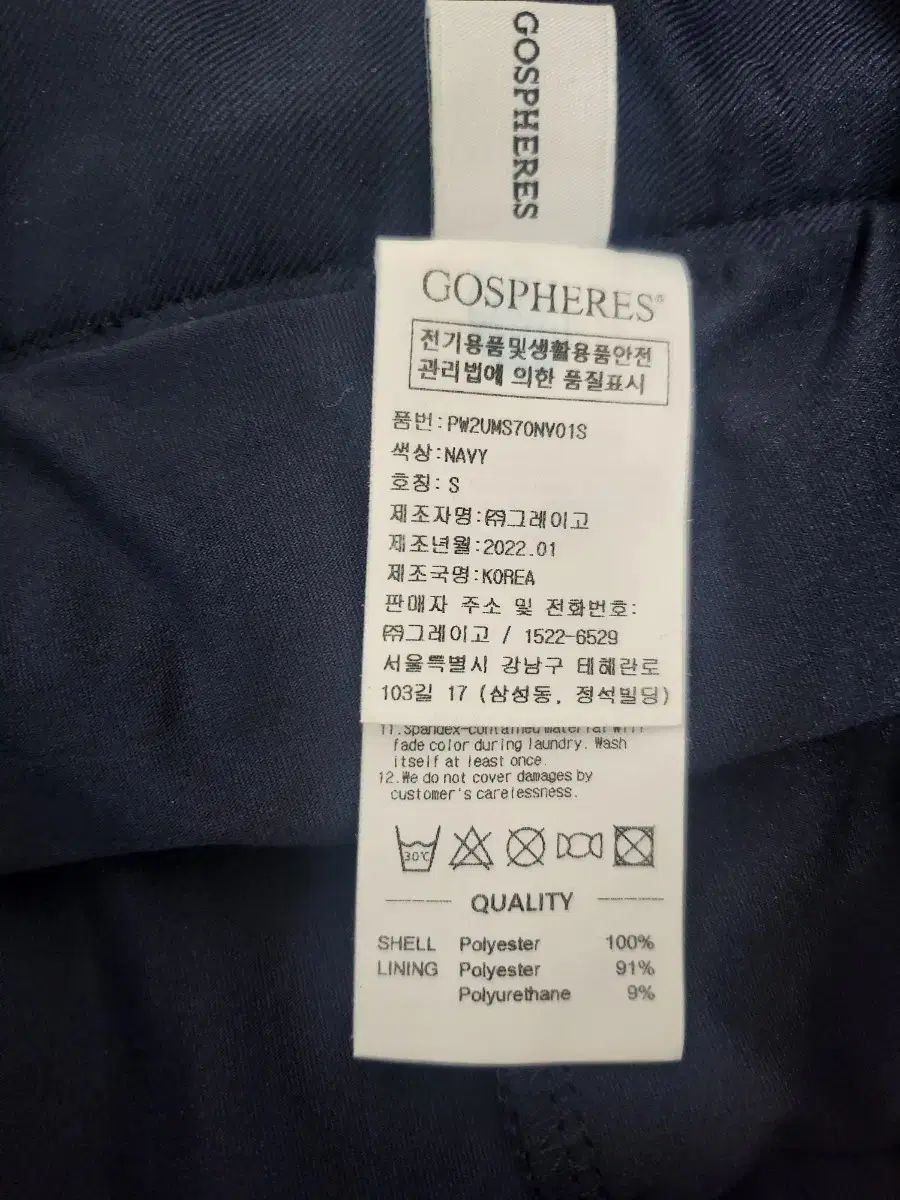 GOSPHERES
GOSPHERES®
전기용품및생활용품안전
관리법에 의한 품질표시
품번:PW2UMS70NV01S
색상:NAVY
호칭:S
제조자명:㈜그레이고
제조년월:2022.01
제조국명:KOREA
판매자 주소 및 전화번호:
㈜그레이고 / 1522-6529
서울특별시 강남구 테헤란로
103길 17 (삼성동, 정석빌딩)
11.Spandex-contained material will
fade color during laundry. Wash
itself at least once.
12.We do not cover damages by
customer's carelessness.
30℃
QUALITY
SHELL Polyester 100%
LINING Polyester 91%
Polyurethane 9%